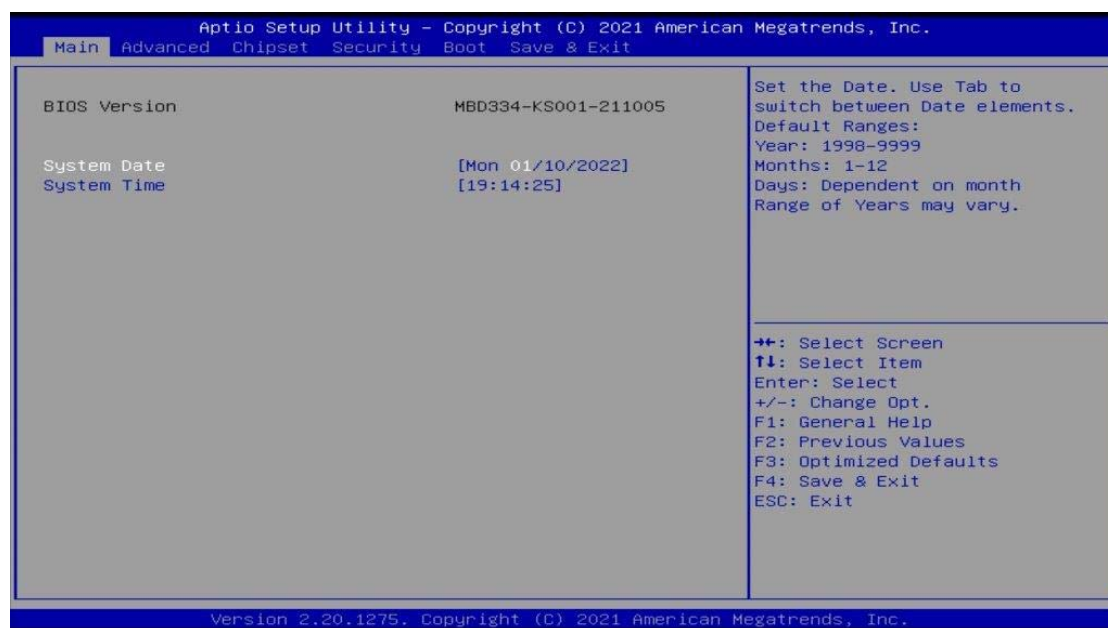 Aptio Setup Utility – Copyright (C) 2021 American Megatrends, Inc.
Main Advanced Chipset Security Boot Save & Exit
BIOS Version MBD334-KS001-211005
System Date [Mon 01/10/2022]
System Time [19:14:25]
Set the Date. Use Tab to
switch between Date elements.
Default Ranges:
Year: 1998-9999
Months: 1-12
Days: Dependent on month
Range of Years may vary.
→←: Select Screen
↑↓: Select Item
Enter: Select
+/-: Change Opt.
F1: General Help
F2: Previous Values
F3: Optimized Defaults
F4: Save & Exit
ESC: Exit
Version 2.20.1275. Copyright (C) 2021 American Megatrends, Inc.